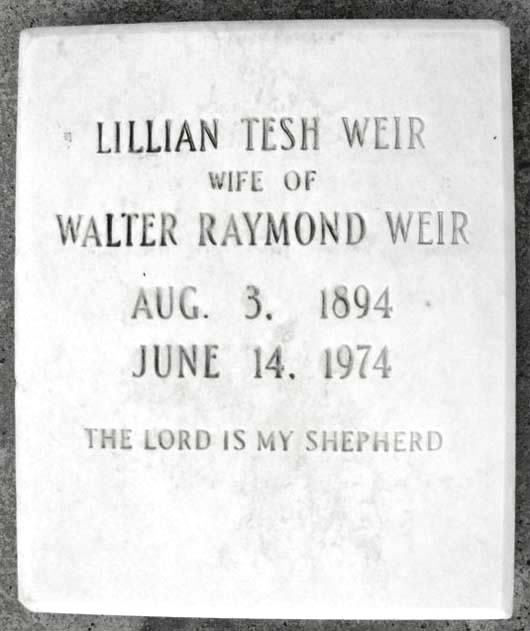 LILLIAN TESH WEIR
WIFE OF
WALTER RAYMOND WEIR
AUG. 3. 1894
JUNE 14. 1974
THE LORD IS MY SHEPHERD